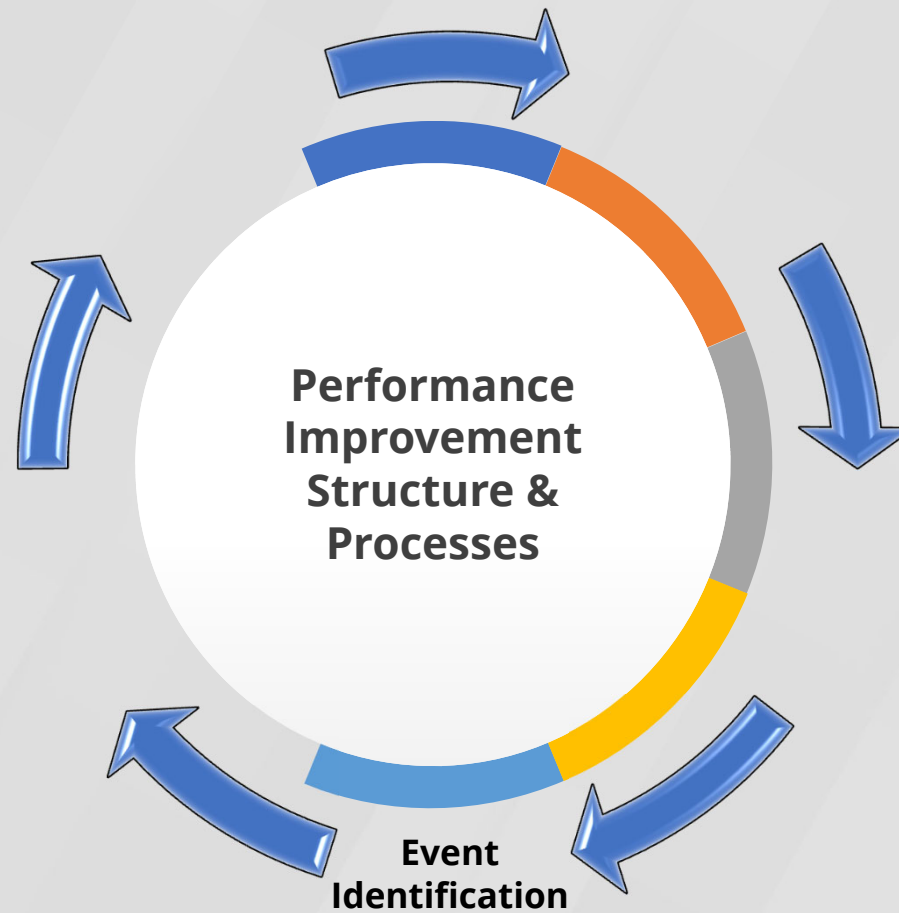 Performance
Improvement
Structure &
Processes
Event
Identification